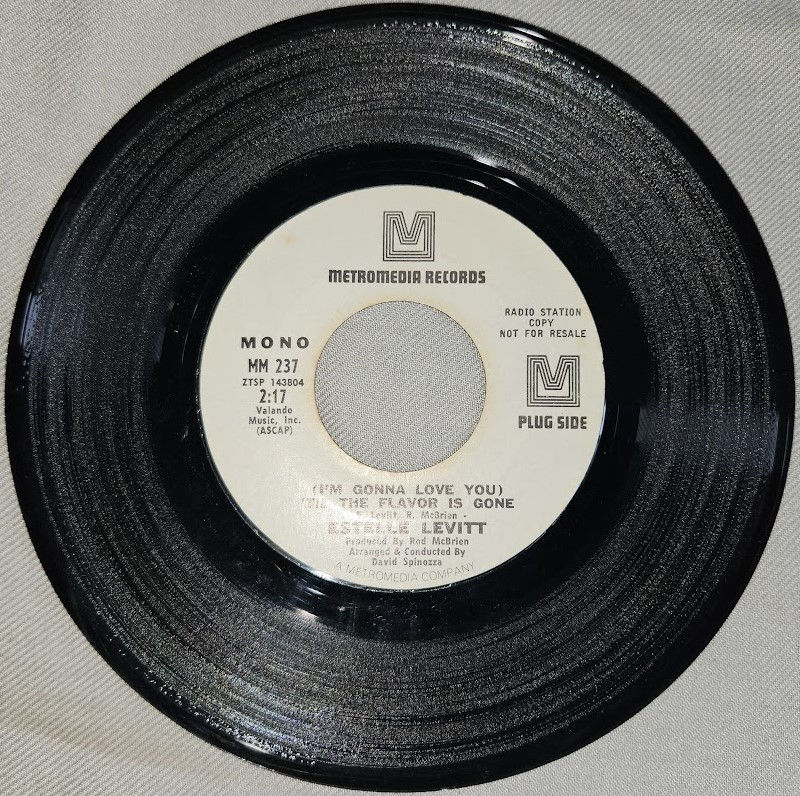 M
METROMEDIA RECORDS
RADIO STATION
COPY
NOT FOR RESALE
M
PLUG SIDE
MONO
MM 237
ZTSP 143804
2:17
Valando
Music, Inc.
(ASCAP)
(I'M GONNA LOVE YOU)
'TIL THE FLAVOR IS GONE
- E. Levitt, R. McBrien -
ESTELLE LEVITT
Produced By Rod McBrien
Arranged & Conducted By
David Spinozza
A METROMEDIA COMPANY